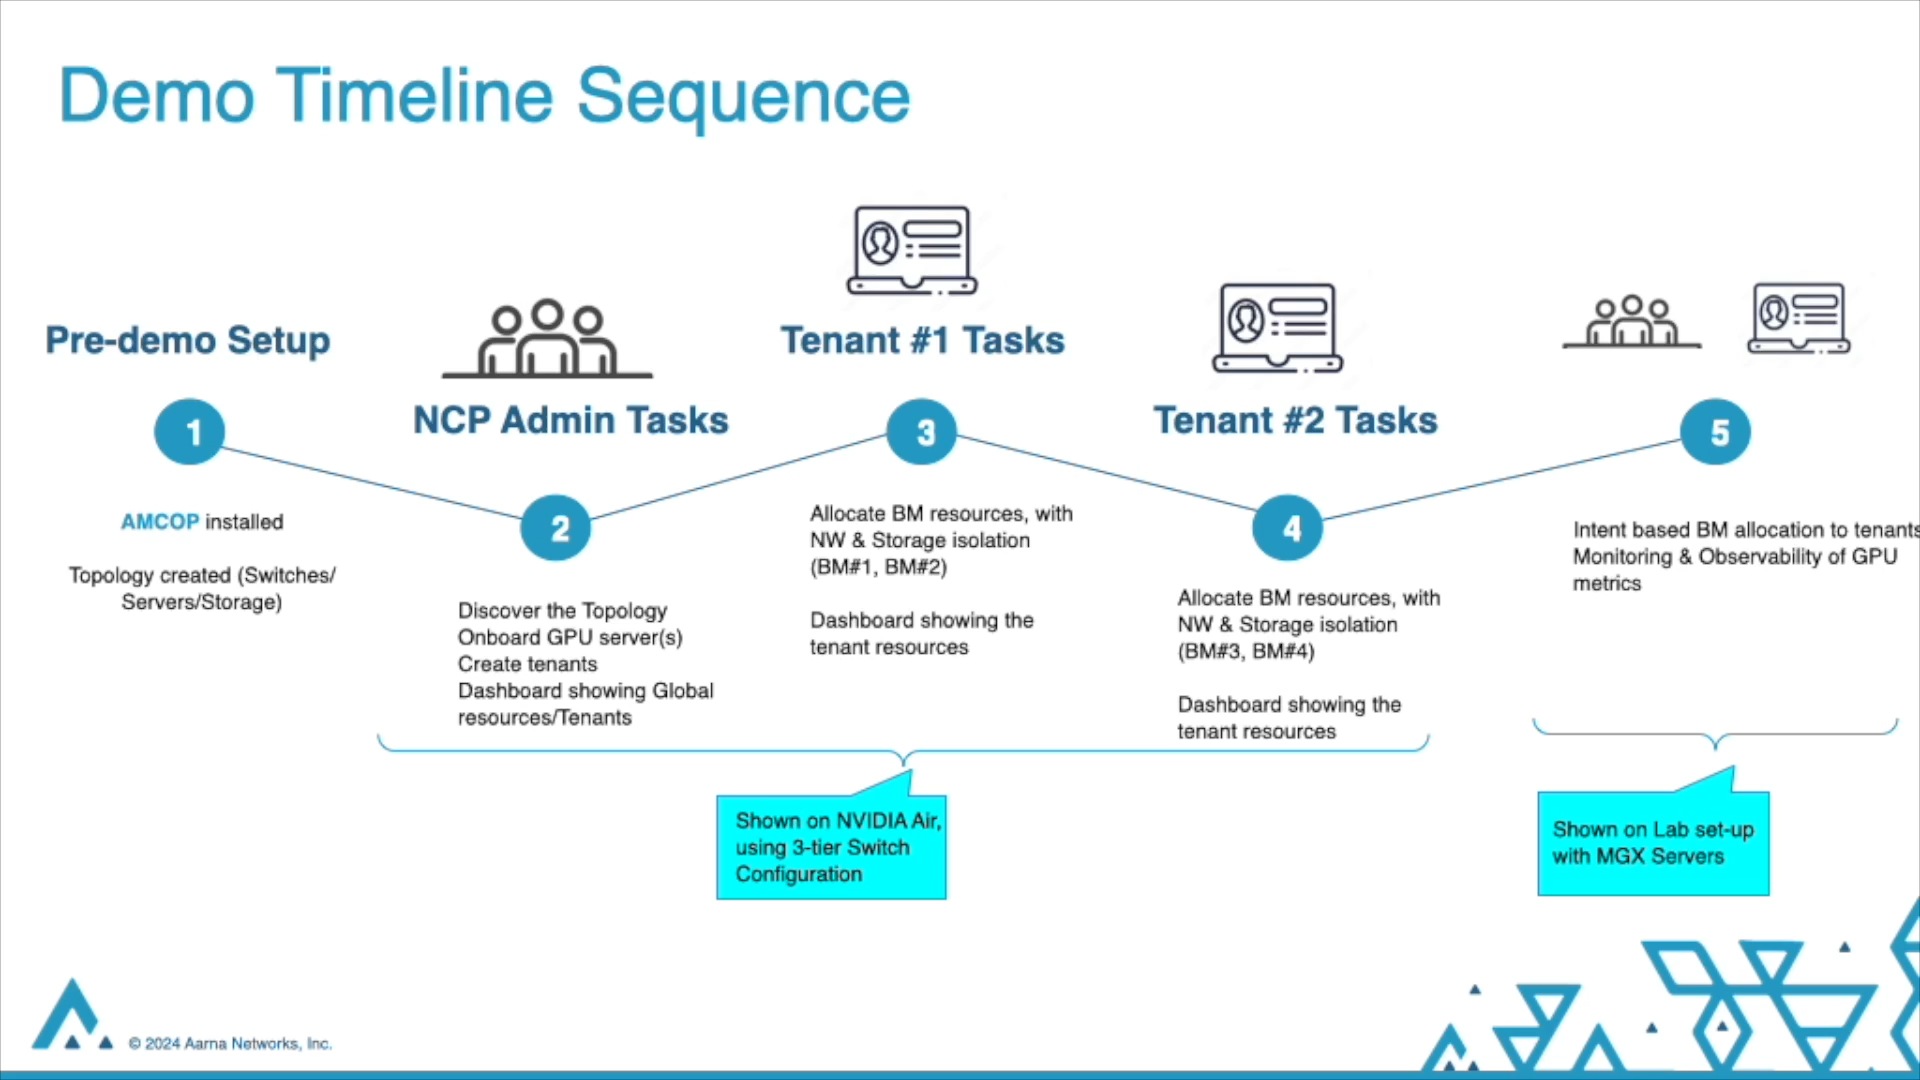 Demo Timeline Sequence
Pre-demo Setup
1
AMCOP installed
Topology created (Switches/
Servers/Storage)
NCP Admin Tasks
2
Discover the Topology
Onboard GPU server(s)
Create tenants
Dashboard showing Global
resources/Tenants
Tenant #1 Tasks
3
Allocate BM resources, with
NW & Storage isolation
(BM#1, BM#2)
Dashboard showing the
tenant resources
Tenant #2 Tasks
4
Allocate BM resources, with
NW & Storage isolation
(BM#3, BM#4)
Dashboard showing the
tenant resources
5
Intent based BM allocation to tenants
Monitoring & Observability of GPU
metrics
Shown on NVIDIA Air,
using 3-tier Switch
Configuration
Shown on Lab set-up
with MGX Servers
© 2024 Aarna Networks, Inc.